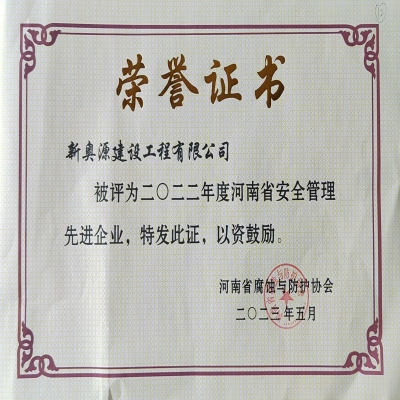 荣誉证书
新奥源建设工程有限公司
被评为二〇二二年度河南省安全管理
先进企业，特发此证，以资鼓励。
河南省腐蚀与防护协会
二〇二三年五月